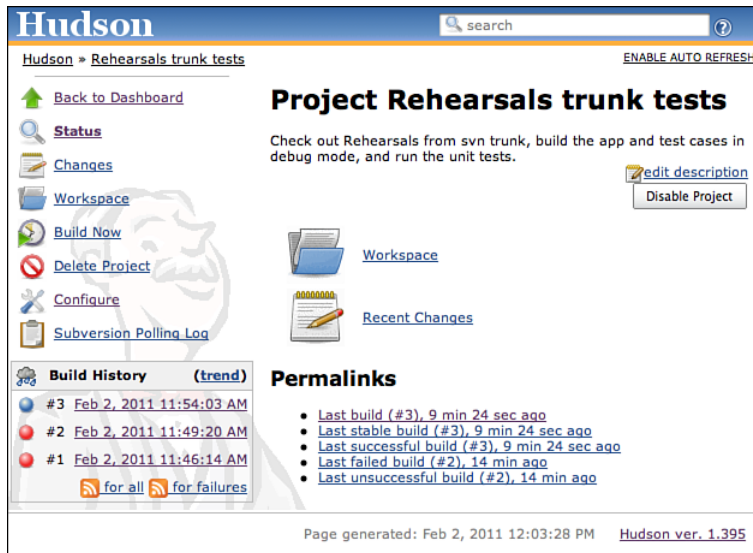 Hudson
search
Hudson » Rehearsals trunk tests
ENABLE AUTO REFRESH
Back to Dashboard
Status
Changes
Workspace
Build Now
Delete Project
Configure
Subversion Polling Log
Build History (trend)
#3 Feb 2, 2011 11:54:03 AM
#2 Feb 2, 2011 11:49:20 AM
#1 Feb 2, 2011 11:46:14 AM
for all for failures
Project Rehearsals trunk tests
Check out Rehearsals from svn trunk, build the app and test cases in
debug mode, and run the unit tests.
edit description
Disable Project
Workspace
Recent Changes
Permalinks
Last build (#3), 9 min 24 sec ago
Last stable build (#3), 9 min 24 sec ago
Last successful build (#3), 9 min 24 sec ago
Last failed build (#2), 14 min ago
Last unsuccessful build (#2), 14 min ago
Page generated: Feb 2, 2011 12:03:28 PM Hudson ver. 1.395